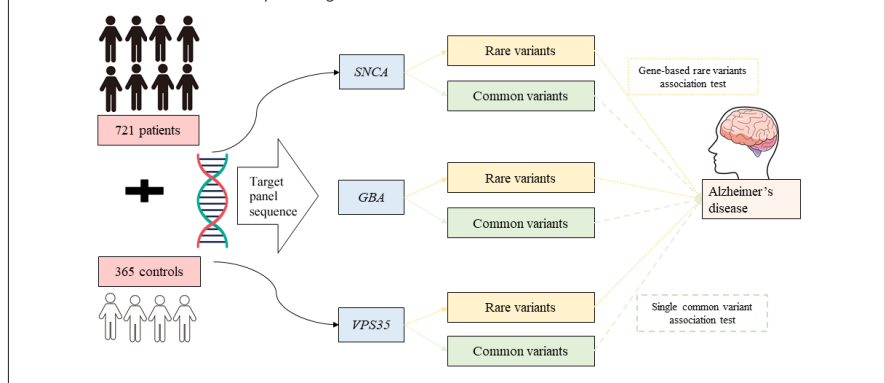 721 patients
365 controls
Target
panel
sequence
SNCA
GBA
VPS35
Rare variants
Common variants
Rare variants
Common variants
Rare variants
Common variants
Gene-based rare variants
association test
Alzheimer's
disease
Single common variant
association test